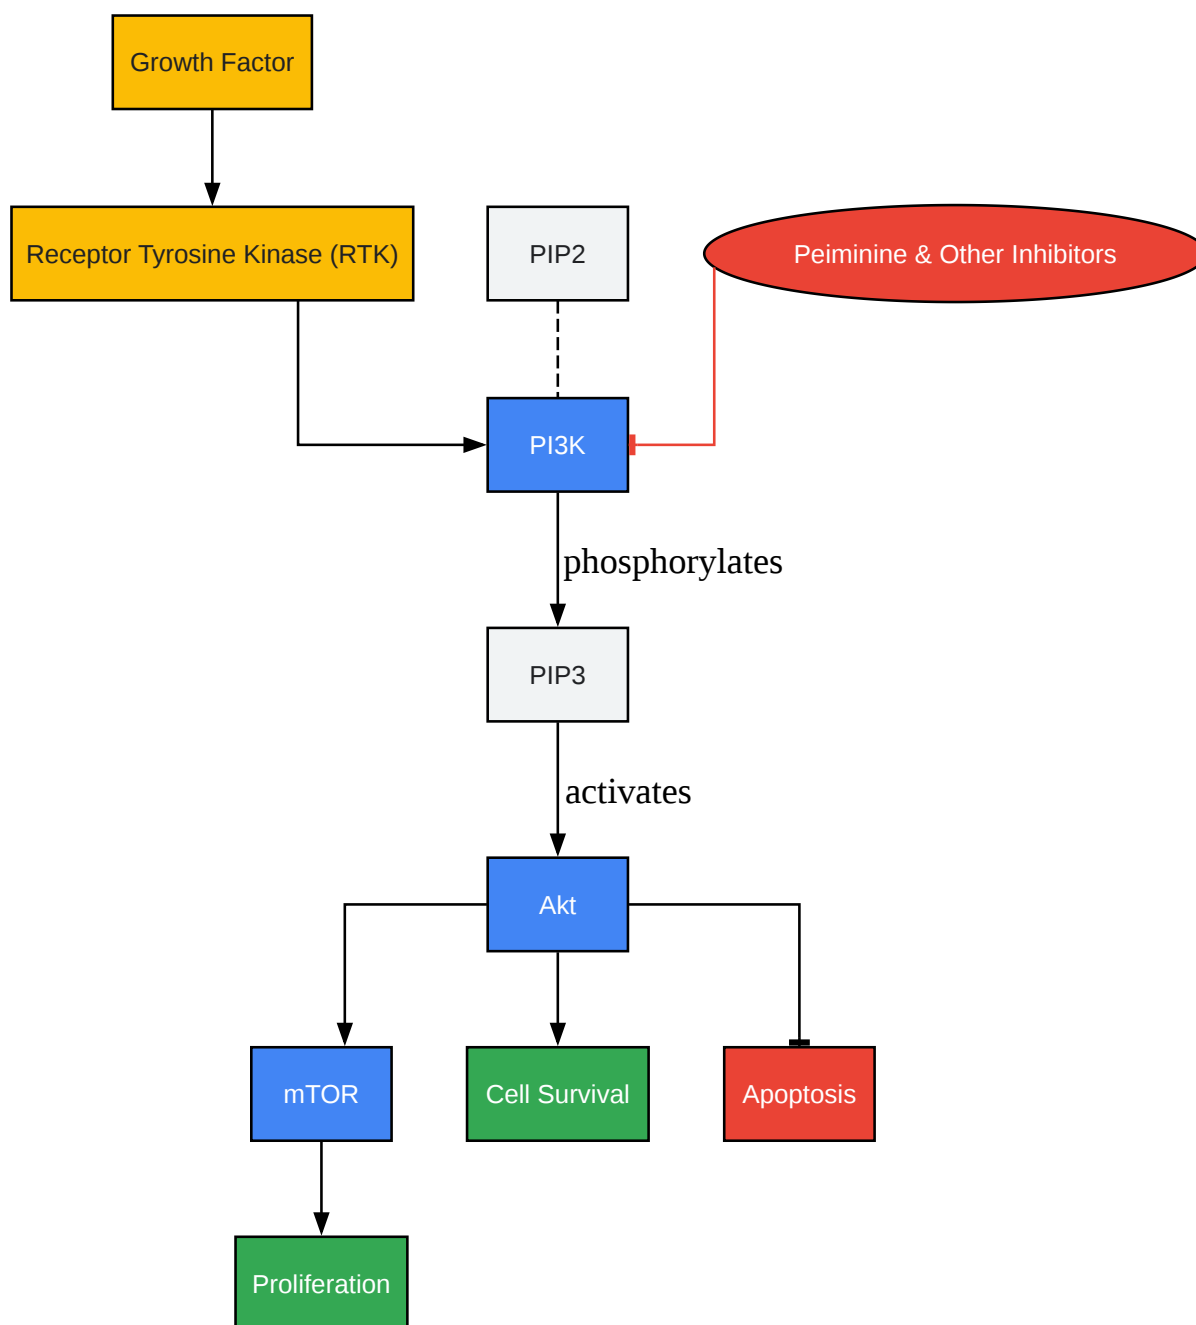 Growth Factor
Receptor Tyrosine Kinase (RTK)
PIP2
Peiminine & Other Inhibitors
PI3K
phosphorylates
PIP3
activates
Akt
mTOR
Cell Survival
Apoptosis
Proliferation